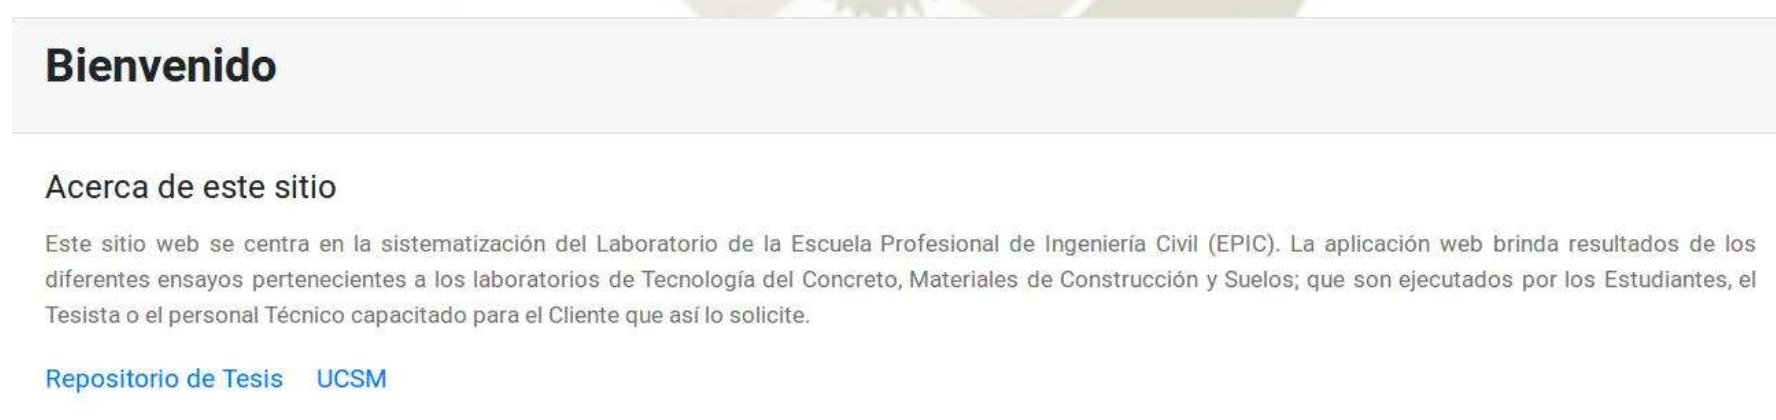 Bienvenido
Acerca de este sitio
Este sitio web se centra en la sistematización del Laboratorio de la Escuela Profesional de Ingeniería Civil (EPIC). La aplicación web brinda resultados de los
diferentes ensayos pertenecientes a los laboratorios de Tecnología del Concreto, Materiales de Construcción y Suelos; que son ejecutados por los Estudiantes, el
Tesista o el personal Técnico capacitado para el Cliente que así lo solicite.
Repositorio de Tesis UCSM